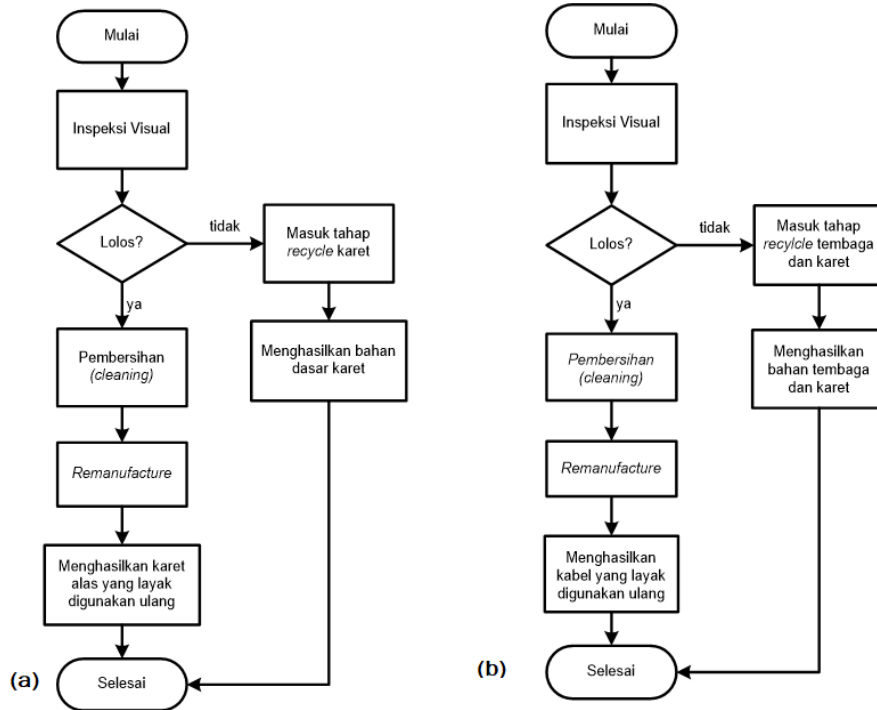 Mulai
Inspeksi Visual
Lolos?
tidak
Masuk tahap
recycle karet
ya
Menghasilkan bahan
dasar karet
Pembersihan
(cleaning)
Remanufacture
Menghasilkan karet
alas yang layak
digunakan ulang
Selesai
(a)
Mulai
Inspeksi Visual
Lolos?
tidak
Masuk tahap
recylcle tembaga
dan karet
ya
Menghasilkan
bahan tembaga
dan karet
Pembersihan
(cleaning)
Remanufacture
Menghasilkan
kabel yang layak
digunakan ulang
Selesai
(b)